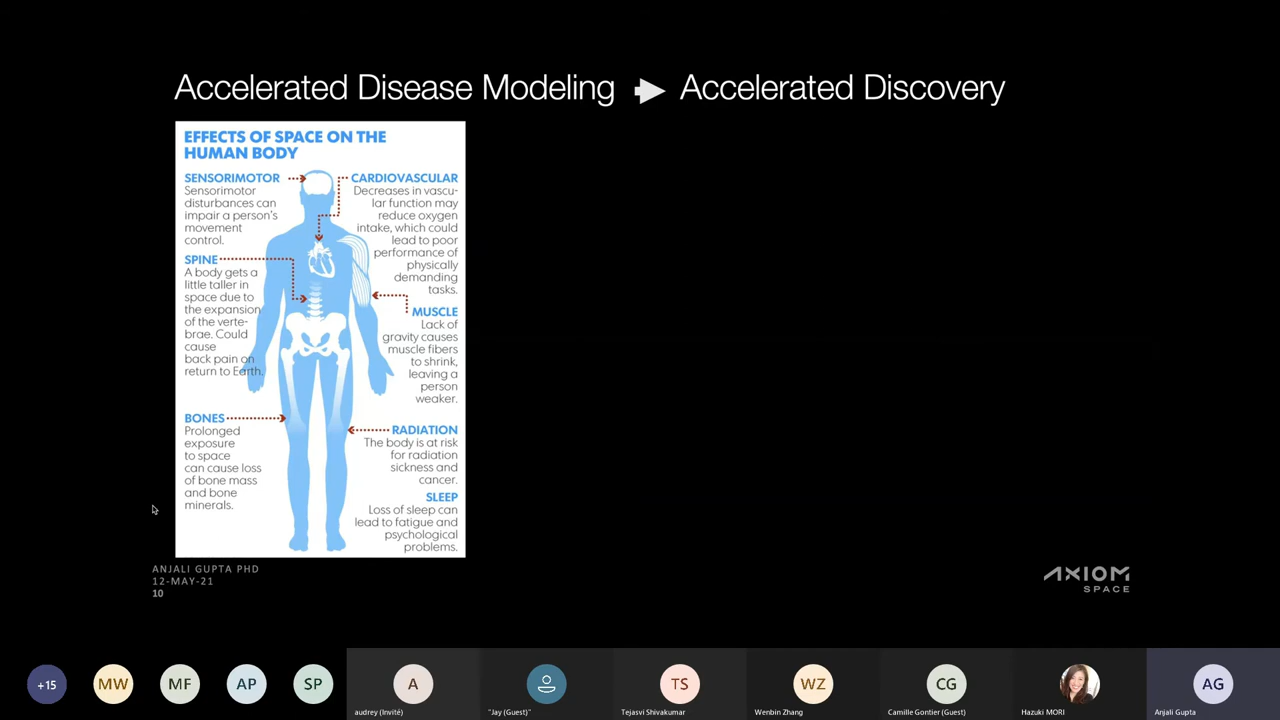 Accelerated Disease Modeling Accelerated Discovery
EFFECTS OF SPACE ON THE
HUMAN BODY
SENSORIMOTOR
Sensorimotor
disturbances can
impair a person's
movement
control.
SPINE
A body gets a
little taller in
space due to
the expansion
of the verte-
brae. Could
cause
back pain on
return to Earth.
BONES
Prolonged
exposure
to space
can cause loss
of bone mass
and bone
minerals.
CARDIOVASCULAR
Decreases in vascu-
lar function may
reduce oxygen
intake, which could
lead to poor
performance of
physically
demanding
tasks.
MUSCLE
Lack of
gravity causes
muscle fibers
to shrink,
leaving a
person
weaker.
RADIATION
The body is at risk
for radiation
sickness and
cancer.
SLEEP
Loss of sleep can
lead to fatigue and
psychological
problems.
ANJALI GUPTA PHD
12-MAY-21
10
AXIOM
SPACE
+15
MW
MF
AP
SP
A
audrey (Invité)
"Jay (Guest)"
TS
Tejasvi Shivakumar
WZ
Wenbin Zhang
CG
Camille Gontier (Guest)
Hazuki MORI
AG
Anjali Gupta